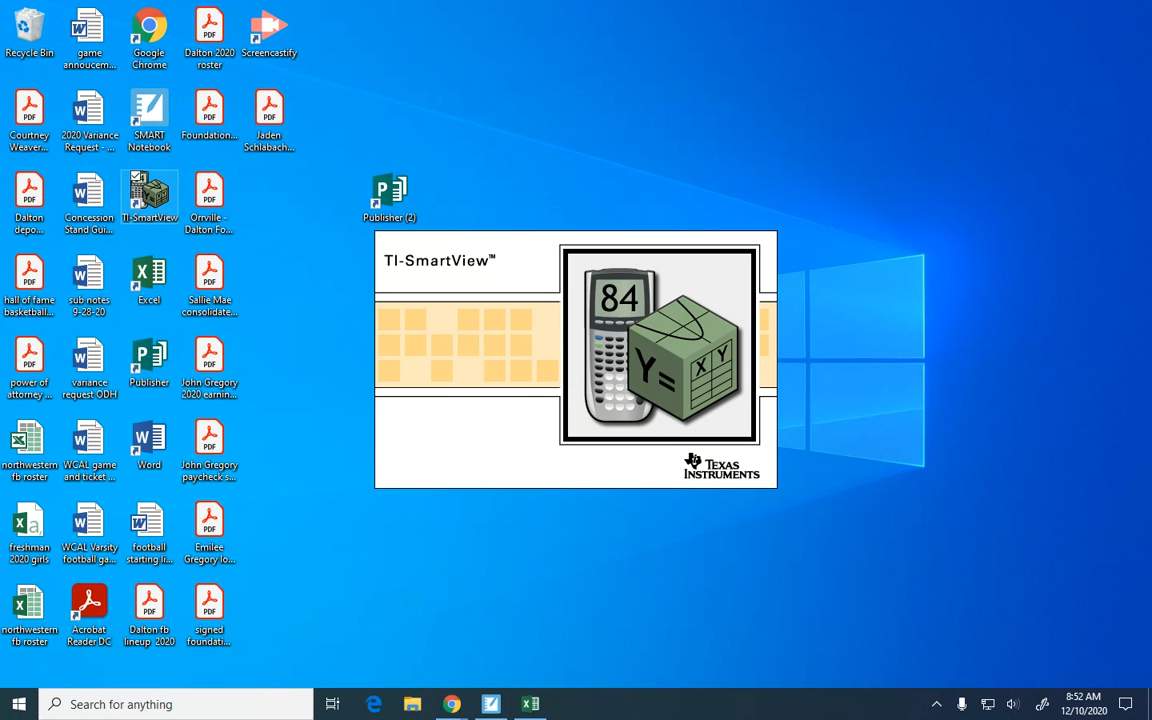 Recycle Bin
game
annoucem...
Google
Chrome
Dalton 2020
roster
Screencastify
Courtney
Weaver...
2020 Variance
Request - ...
SMART
Notebook
Foundation...
Jaden
Schlabach...
Dalton
depo...
Concession
Stand Gui...
TI-SmartView
Orrville -
Dalton Fo...
Publisher (2)
hall of fame
basketball...
sub notes
9-28-20
Excel
Sallie Mae
consolidate...
TI-SmartView™
84
Y=
X Y
TEXAS
INSTRUMENTS
power of
attorney ...
variance
request ODH
Publisher
John Gregory
2020 earnin...
northwestern
fb roster
WCAL game
and ticket ...
Word
John Gregory
paycheck s...
freshman
2020 girls
WCAL Varsity
football ga...
football
starting li...
Emilee
Gregory lo...
northwestern
fb roster
Acrobat
Reader DC
Dalton fb
lineup 2020
signed
foundati...
Search for anything
8:52 AM
12/10/2020